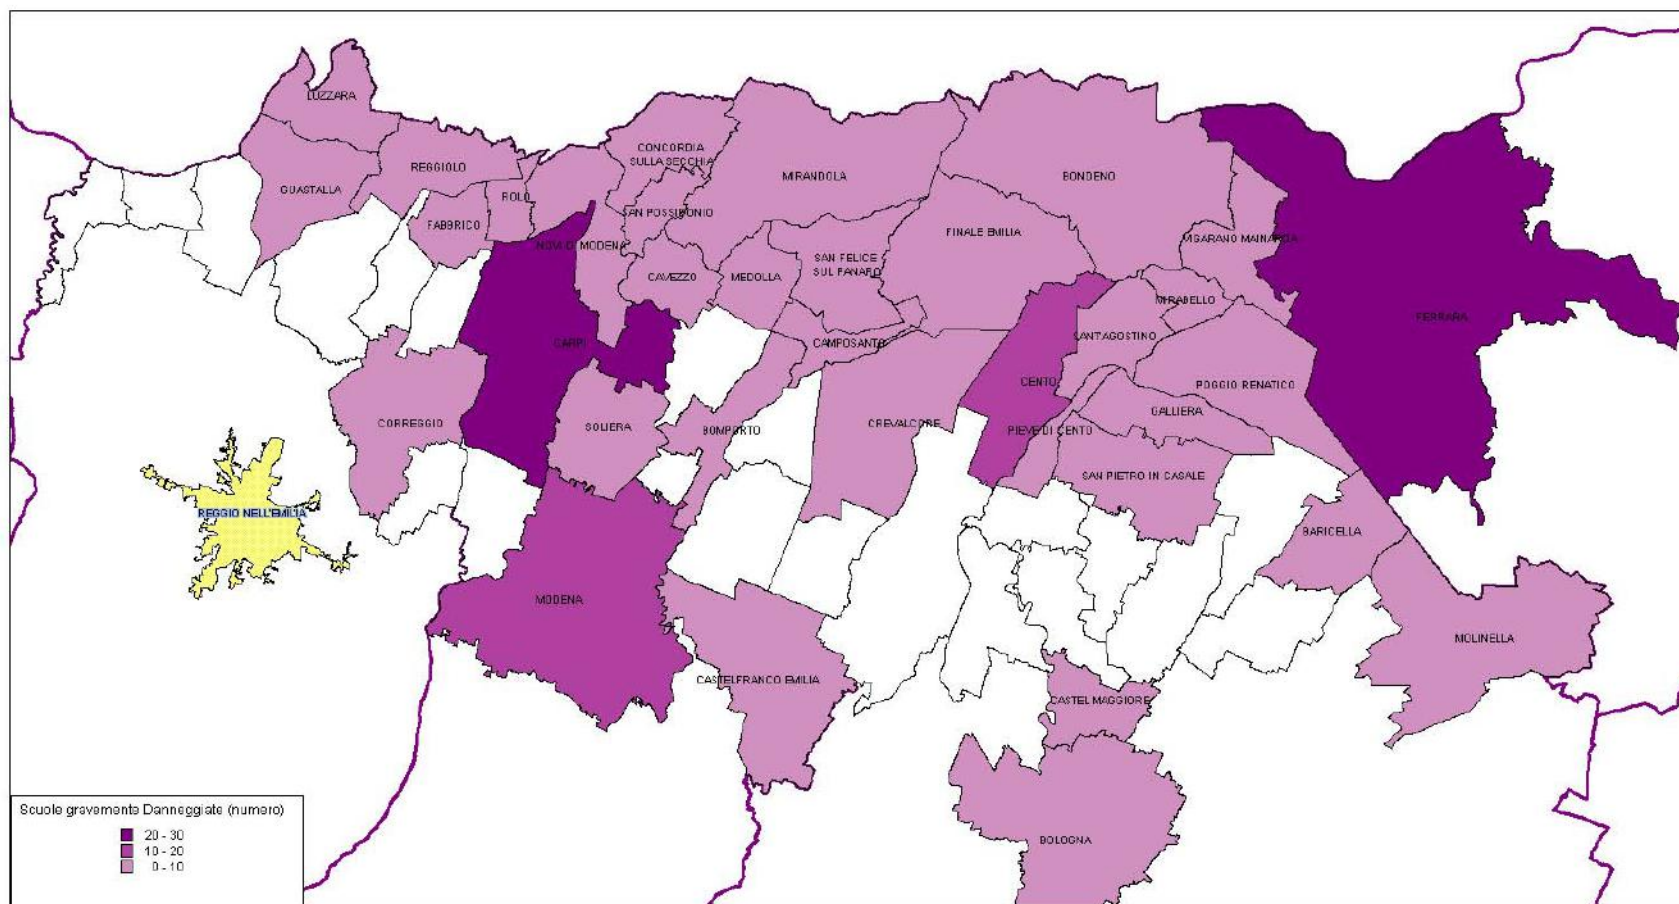 LUZZARA
CONCORDIA
SULLA SECCHIA
REGGIOLO
MIRANDOLA
BONDENO
GUASTALLA
ROLO
SAN POSSIDONIO
FABBRICO
FINALE EMILIA
VIGARANO MAINARDA
NOVI DI MODENA
SAN FELICE
SUL PANARO
CAVEZZO
MEDOLLA
MIRABELLO
FERRARA
SANT'AGOSTINO
CARPI
CAMPOSANTO
CENTO
POGGIO RENATICO
GALLIERA
CORREGGIO
SOLIERA
BOMPORTO
CREVALCORE
PIEVE DI CENTO
SAN PIETRO IN CASALE
REGGIO NELL'EMILIA
BARICELLA
MODENA
MOLINELLA
CASTELFRANCO EMILIA
CASTEL MAGGIORE
BOLOGNA
Scuole gravemente Danneggiate (numero)
20 - 30
10 - 20
0 - 10